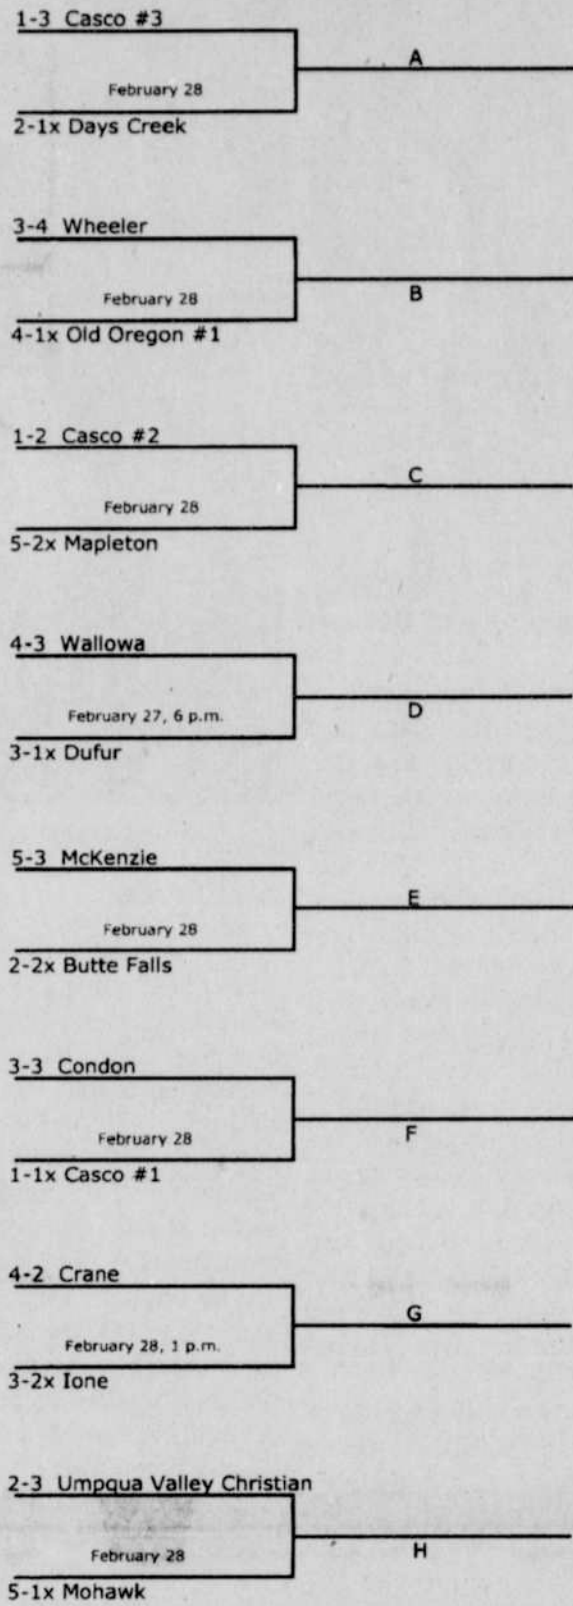 1-3 Casco #3
A
February 28
2-1x Days Creek
3-4 Wheeler
B
February 28
4-1x Old Oregon #1
1-2 Casco #2
C
February 28
5-2x Mapleton
4-3 Wallowa
D
February 27, 6 p.m.
3-1x Dufur
5-3 McKenzie
E
February 28
2-2x Butte Falls
3-3 Condon
F
February 28
1-1x Casco #1
4-2 Crane
G
February 28, 1 p.m.
3-2x Ione
2-3 Umpqua Valley Christian
H
February 28
5-1x Mohawk